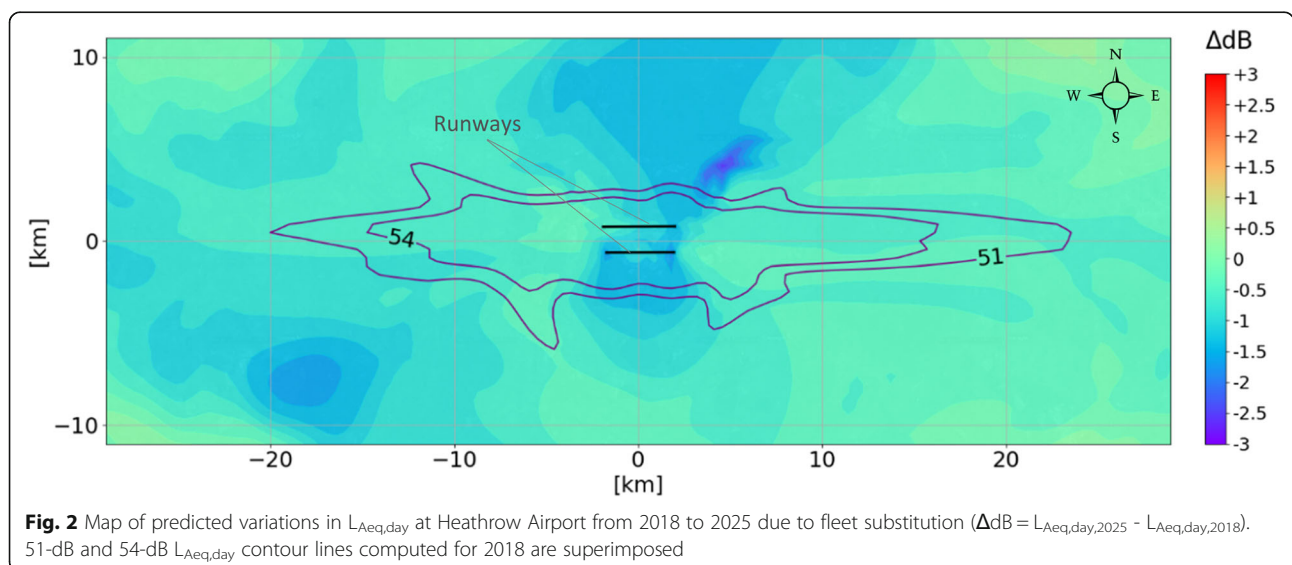 ΔdB
10
N
W E
S
Runways
+3
+2.5
+2
+1.5
+1
+0.5
0
-0.5
-1
-1.5
-2
-2.5
-3
[km]
0
54
51
−10
−20 −10 0 10 20
[km]
Fig. 2 Map of predicted variations in LAeq,day at Heathrow Airport from 2018 to 2025 due to fleet substitution (ΔdB = LAeq,day,2025 - LAeq,day,2018).
51-dB and 54-dB LAeq,day contour lines computed for 2018 are superimposed